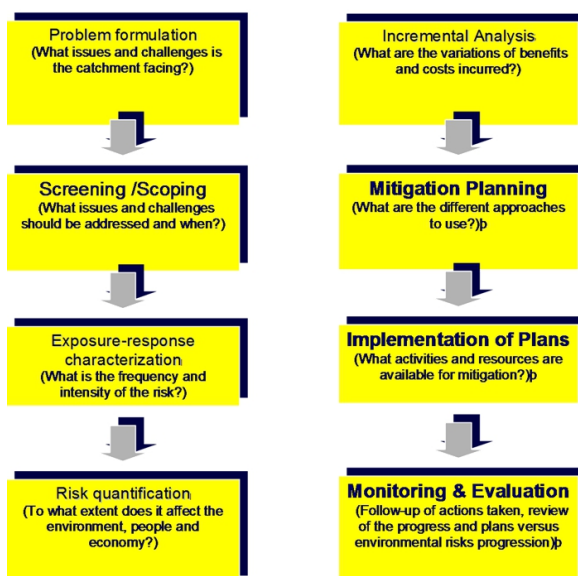 Problem formulation
(What issues and challenges is
the catchment facing?)
Screening /Scoping
(What issues and challenges
should be addressed and when?)
Exposure-response
characterization
(What is the frequency and
intensity of the risk?)
Risk quantification
(To what extent does it affect the
environment, people and
economy?)
Incremental Analysis
(What are the variations of benefits
and costs incurred?)
Mitigation Planning
(What are the different approaches
to use?)þ
Implementation of Plans
(What activities and resources are
available for mitigation?)þ
Monitoring & Evaluation
(Follow-up of actions taken, review
of the progress and plans versus
environmental risks progression)þ